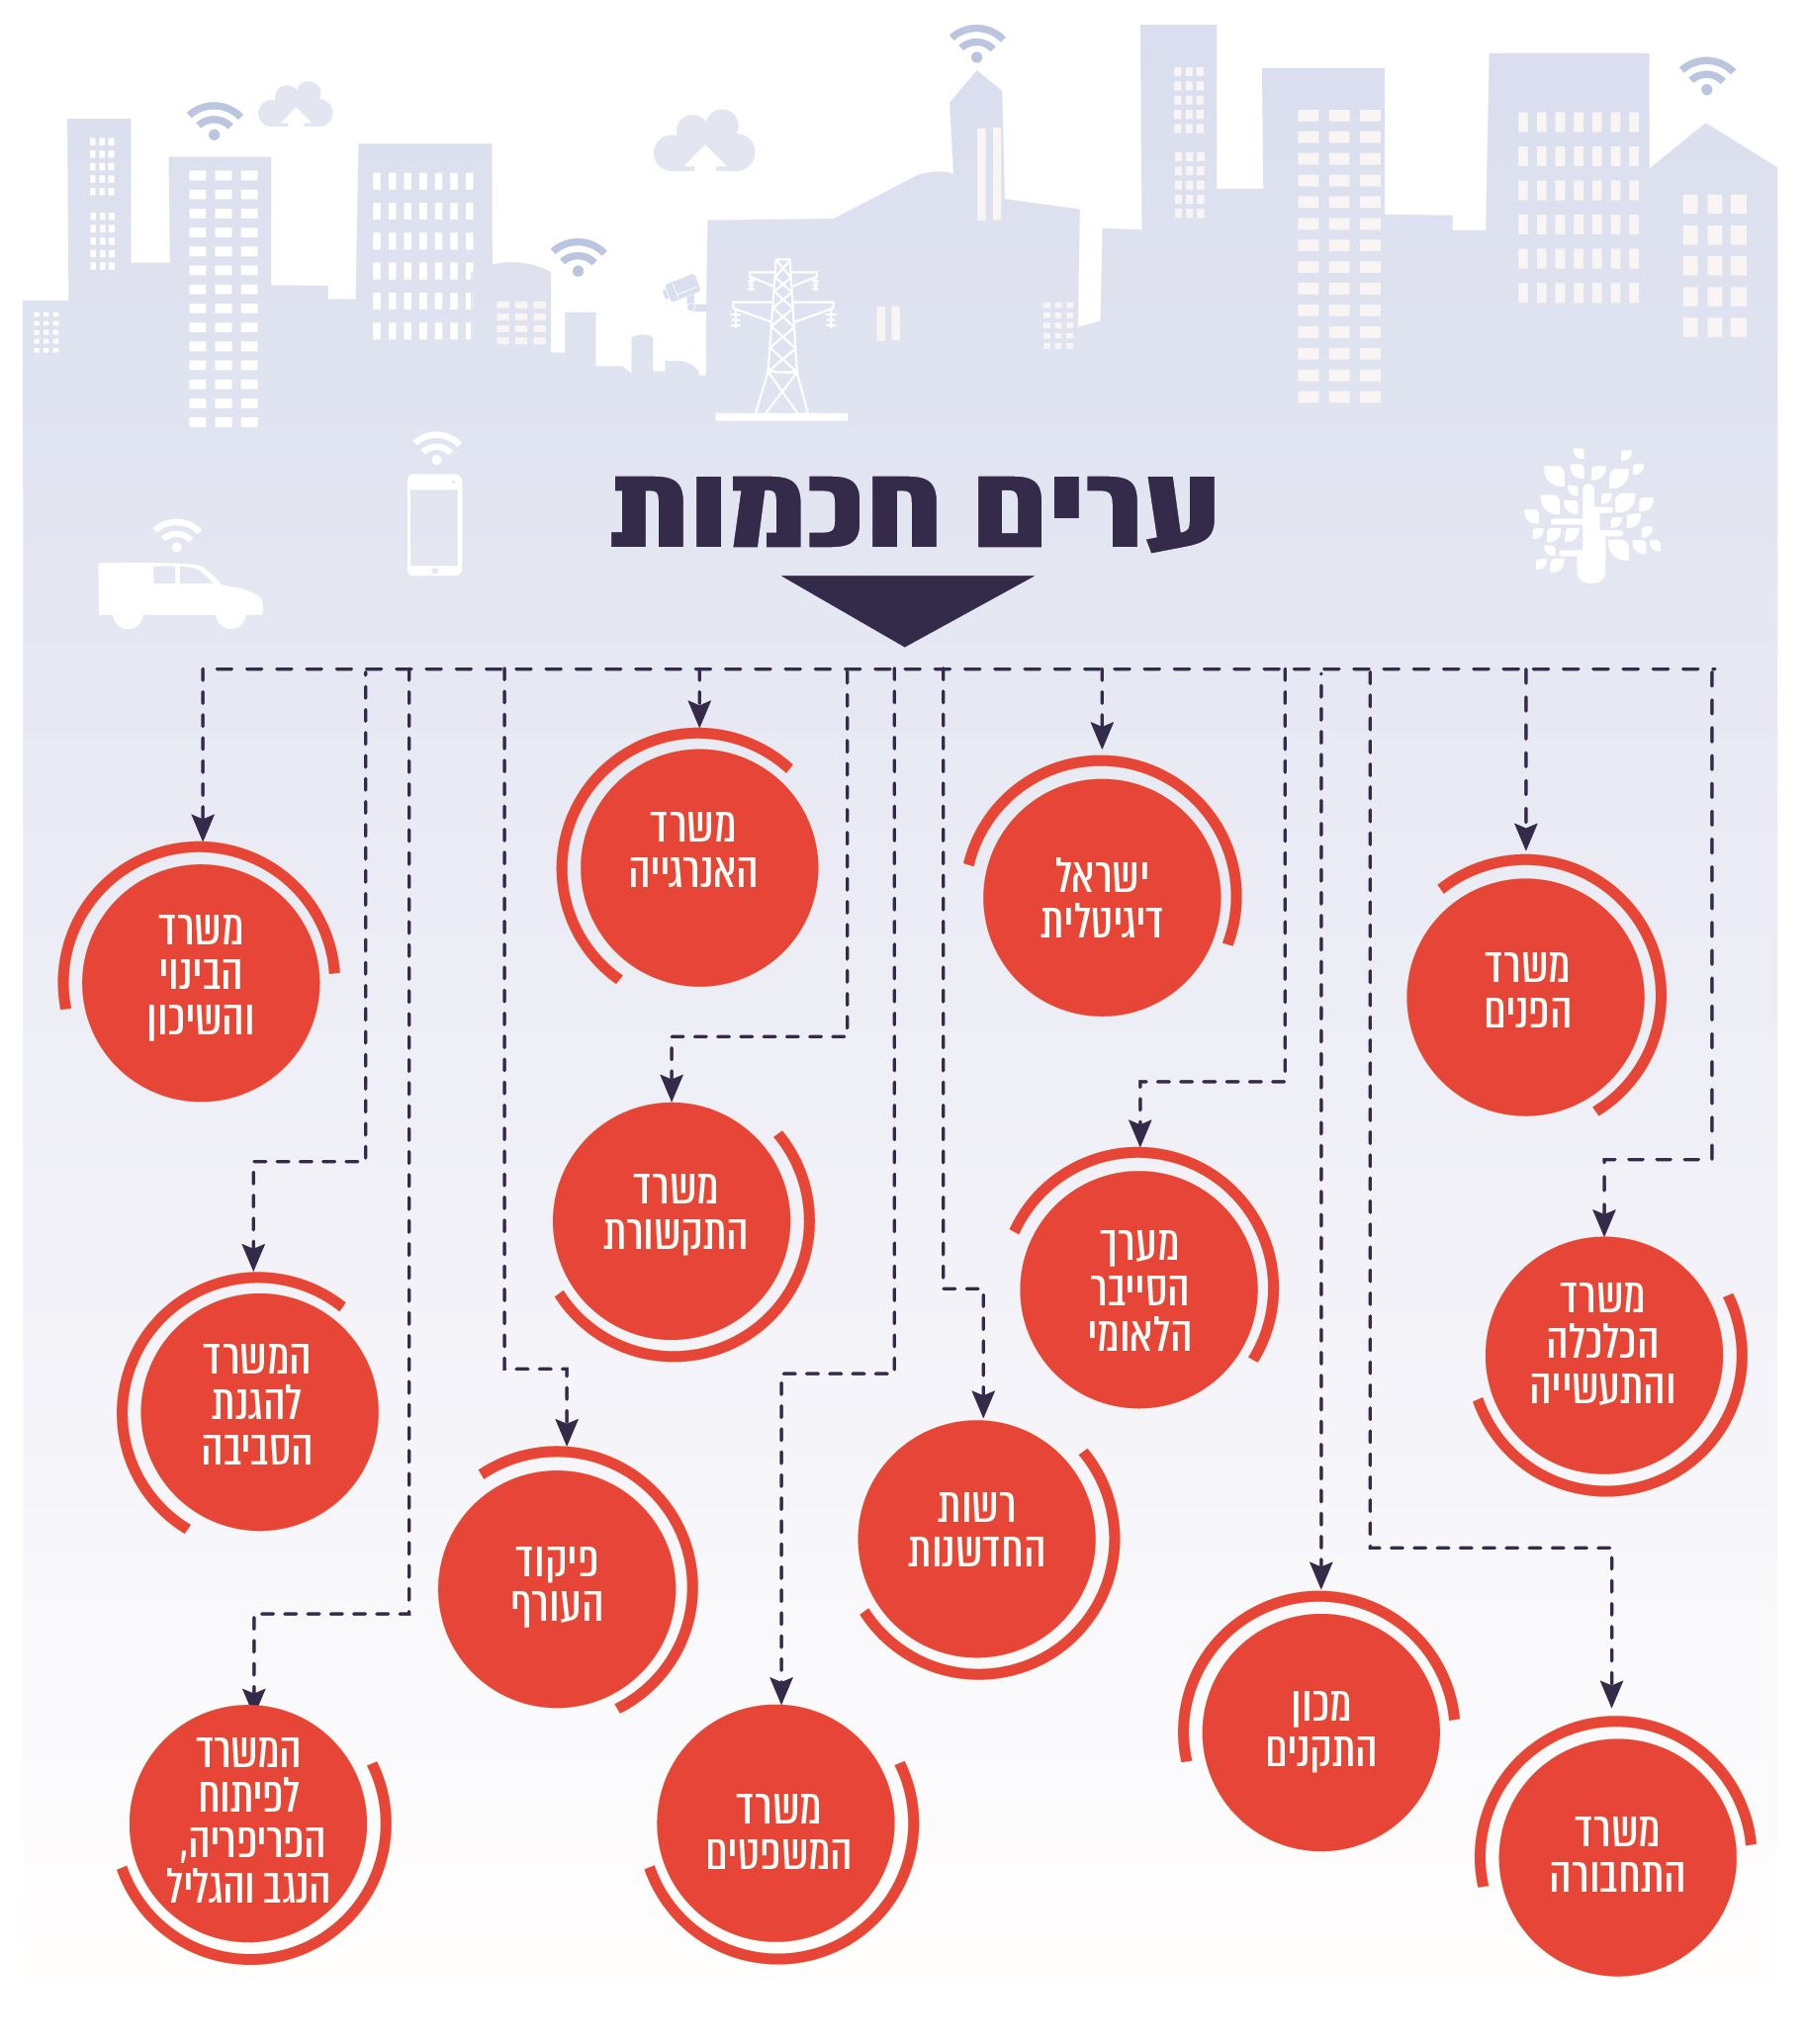 ערים חכמות
משרד
הפנים
ישראל
דיגיטלית
משרד
האנרגייה
משרד
הבינוי
והשיכון
משרד
הכלכלה
והתעשייה
מערך
הסייבר
הלאומי
משרד
התקשורת
המשרד
להגנת
הסביבה
רשות
החדשנות
פיקוד
העורף
משרד
התחבורה
מכון
התקנים
משרד
המשפטים
המשרד
לפיתוח
הפריפריה,
הנגב והגליל